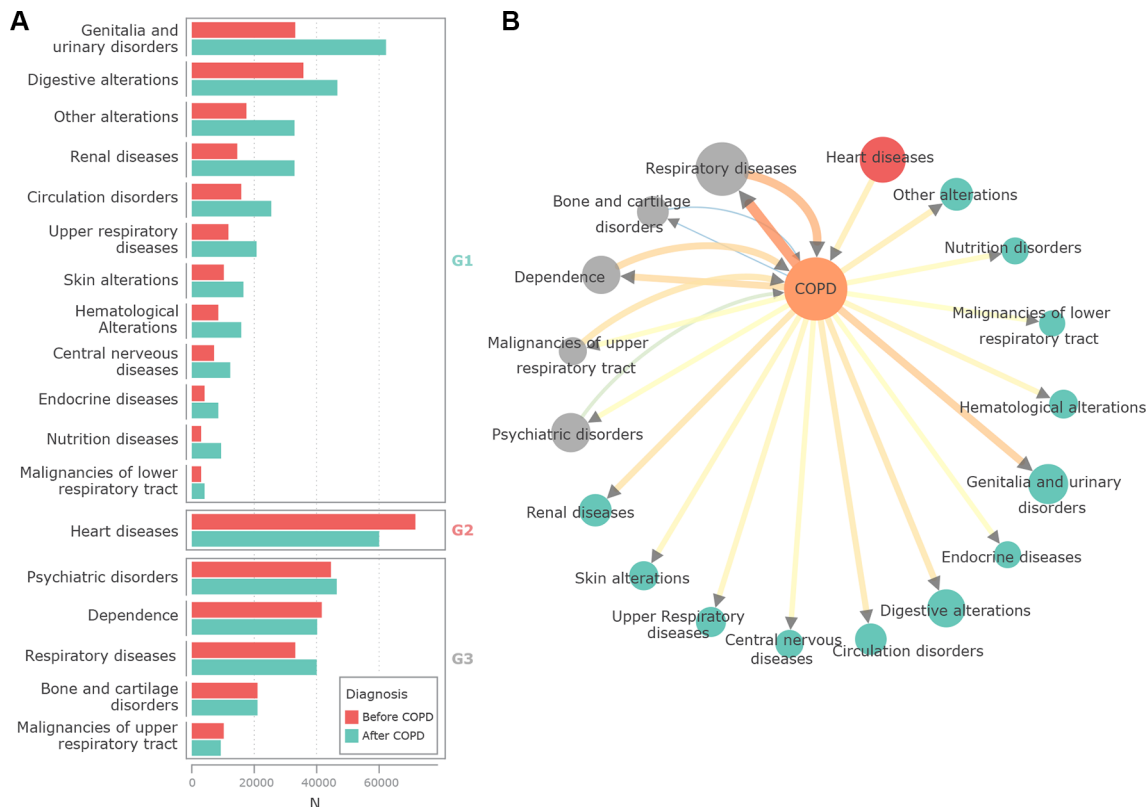 A
Genitalia and
urinary disorders
Digestive alterations
Other alterations
Renal diseases
Circulation disorders
Upper respiratory
diseases
Skin alterations
Hematological
Alterations
Central nervous
diseases
Endocrine diseases
Nutrition diseases
Malignancies of lower
respiratory tract
G1
Heart diseases
G2
Psychiatric disorders
Dependence
Respiratory diseases
Bone and cartilage
disorders
Malignancies of upper
respiratory tract
G3
Diagnosis
Before COPD
After COPD
0 20000 40000 60000
N
B
Respiratory diseases
Heart diseases
Bone and cartilage
disorders
Other alterations
Nutrition disorders
Dependence
COPD
Malignancies of lower
respiratory tract
Malignancies of upper
respiratory tract
Hematological alterations
Psychiatric disorders
Genitalia and urinary
disorders
Renal diseases
Endocrine diseases
Skin alterations
Digestive alterations
Upper Respiratory
diseases
Central nervous
diseases
Circulation disorders